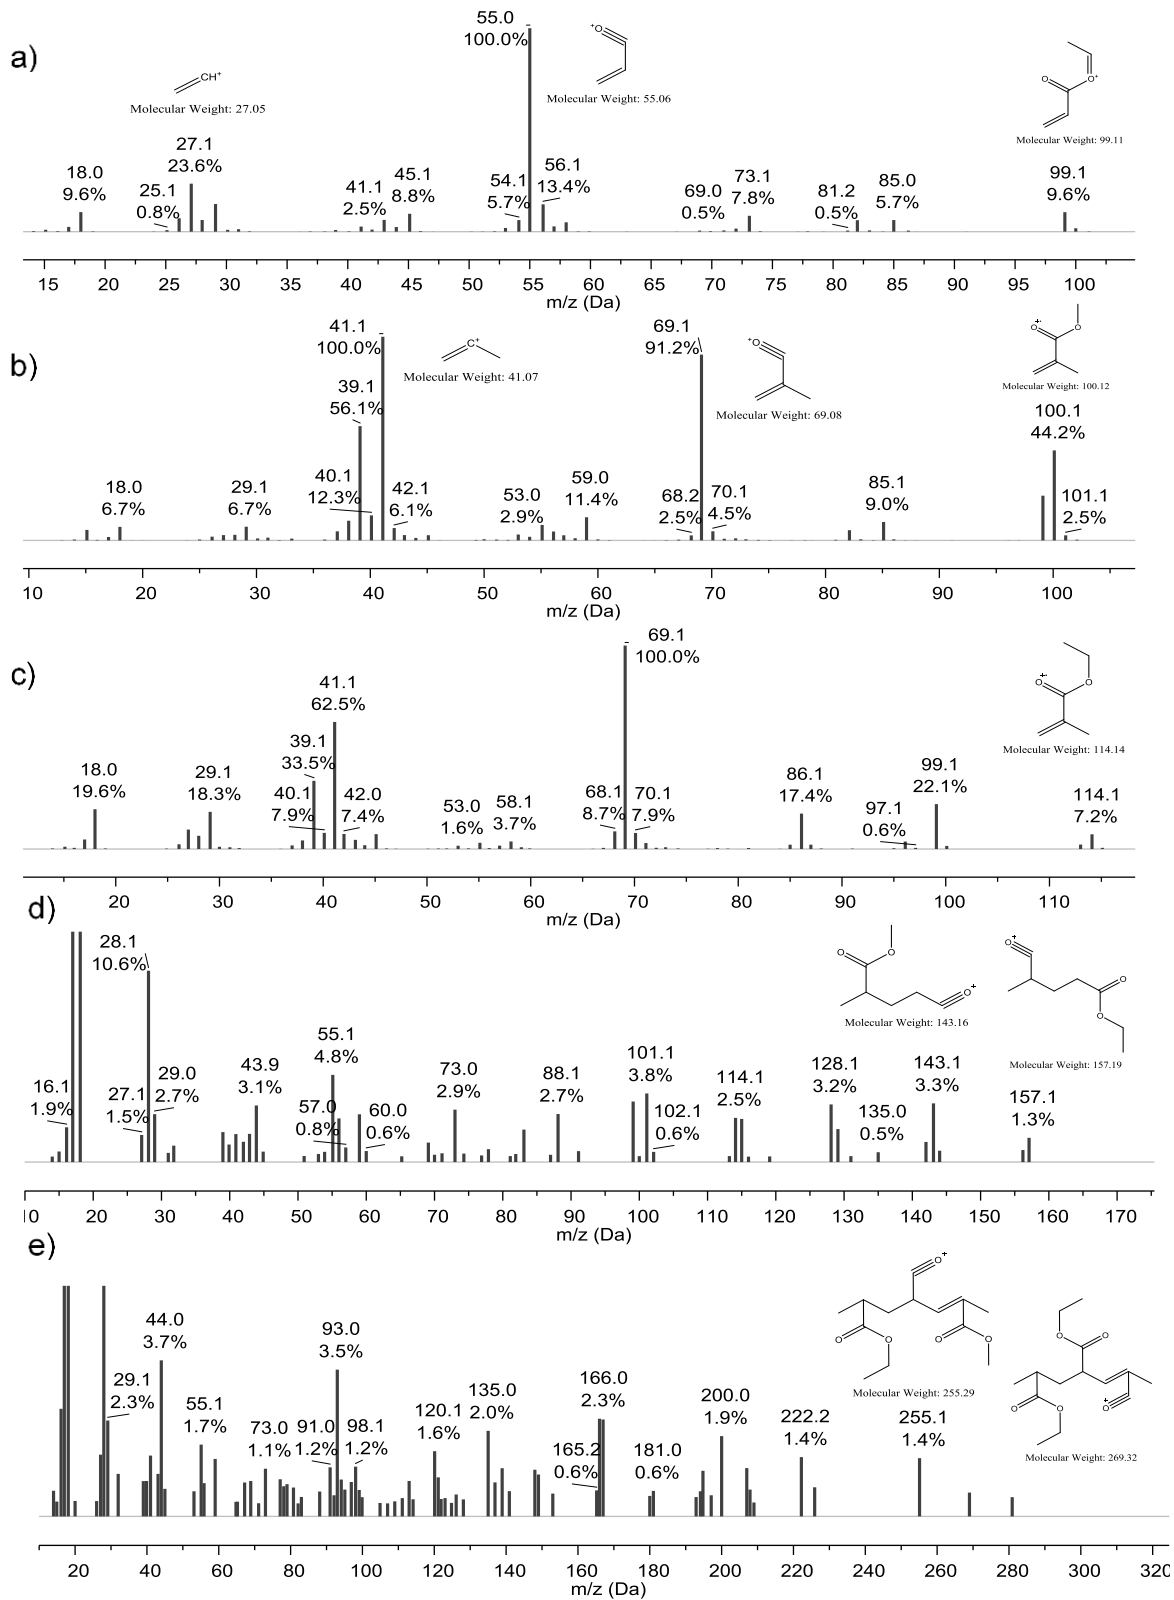 a)
55.0
100.0%
+O
CH+
Molecular Weight: 27.05
Molecular Weight: 55.06
O
O+
Molecular Weight: 99.11
27.1
23.6%
18.0
9.6%
25.1
0.8%
41.1
2.5%
45.1
8.8%
54.1
5.7%
56.1
13.4%
69.0
0.5%
73.1
7.8%
81.2
0.5%
85.0
5.7%
99.1
9.6%
15 20 25 30 35 40 45 50 55 60 65 70 75 80 85 90 95 100
m/z (Da)
b)
41.1
100.0%
C+
Molecular Weight: 41.07
69.1
91.2%
+O
Molecular Weight: 69.08
O
O
Molecular Weight: 100.12
39.1
56.1%
100.1
44.2%
18.0
6.7%
29.1
6.7%
40.1
12.3%
42.1
6.1%
53.0
2.9%
59.0
11.4%
68.2
2.5%
70.1
4.5%
85.1
9.0%
101.1
2.5%
10 20 30 40 50 60 70 80 90 100
m/z (Da)
c)
69.1
100.0%
O
O
Molecular Weight: 114.14
41.1
62.5%
39.1
33.5%
18.0
19.6%
29.1
18.3%
40.1
7.9%
42.0
7.4%
53.0
1.6%
58.1
3.7%
68.1
8.7%
70.1
7.9%
86.1
17.4%
97.1
0.6%
99.1
22.1%
114.1
7.2%
20 30 40 50 60 70 80 90 100 110
m/z (Da)
d)
28.1
10.6%
O
O
O+
Molecular Weight: 143.16
O+
O
O
Molecular Weight: 157.19
16.1
1.9%
27.1
1.5%
29.0
2.7%
43.9
3.1%
55.1
4.8%
57.0
0.8%
60.0
0.6%
73.0
2.9%
88.1
2.7%
101.1
3.8%
102.1
0.6%
114.1
2.5%
128.1
3.2%
135.0
0.5%
143.1
3.3%
157.1
1.3%
10 20 30 40 50 60 70 80 90 100 110 120 130 140 150 160 170
m/z (Da)
e)
O+
O
O
O
O
Molecular Weight: 255.29
O
O
O
O
O+
Molecular Weight: 269.32
44.0
3.7%
29.1
2.3%
55.1
1.7%
73.0
1.1%
91.0
1.2%
93.0
3.5%
98.1
1.2%
120.1
1.6%
135.0
2.0%
165.2
0.6%
166.0
2.3%
181.0
0.6%
200.0
1.9%
222.2
1.4%
255.1
1.4%
20 40 60 80 100 120 140 160 180 200 220 240 260 280 300 320
m/z (Da)